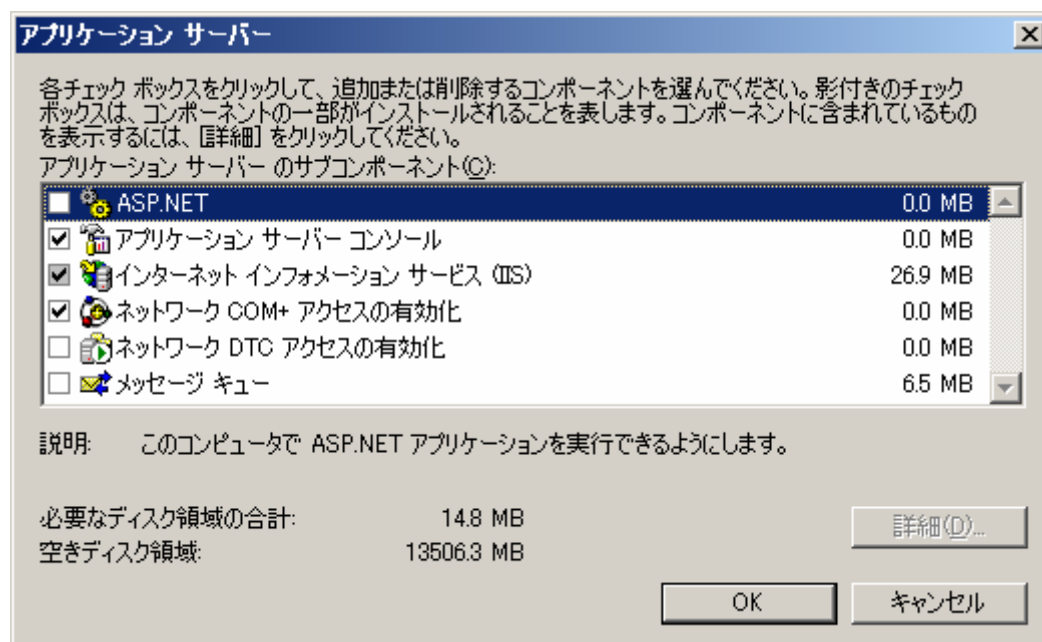 アプリケーション サーバー
各チェック ボックスをクリックして、追加または削除するコンポーネントを選んでください。影付きのチェック
ボックスは、コンポーネントの一部がインストールされることを表します。コンポーネントに含まれているもの
を表示するには、[詳細] をクリックしてください。
アプリケーション サーバー のサブコンポーネント(C):
ASP.NET 0.0 MB
アプリケーション サーバー コンソール 0.0 MB
インターネット インフォメーション サービス (IIS) 26.9 MB
ネットワーク COM+ アクセスの有効化 0.0 MB
ネットワーク DTC アクセスの有効化 0.0 MB
メッセージ キュー 6.5 MB
説明: このコンピュータで ASP.NET アプリケーションを実行できるようにします。
必要なディスク領域の合計: 14.8 MB
詳細(D)...
空きディスク領域: 13506.3 MB
OK キャンセル